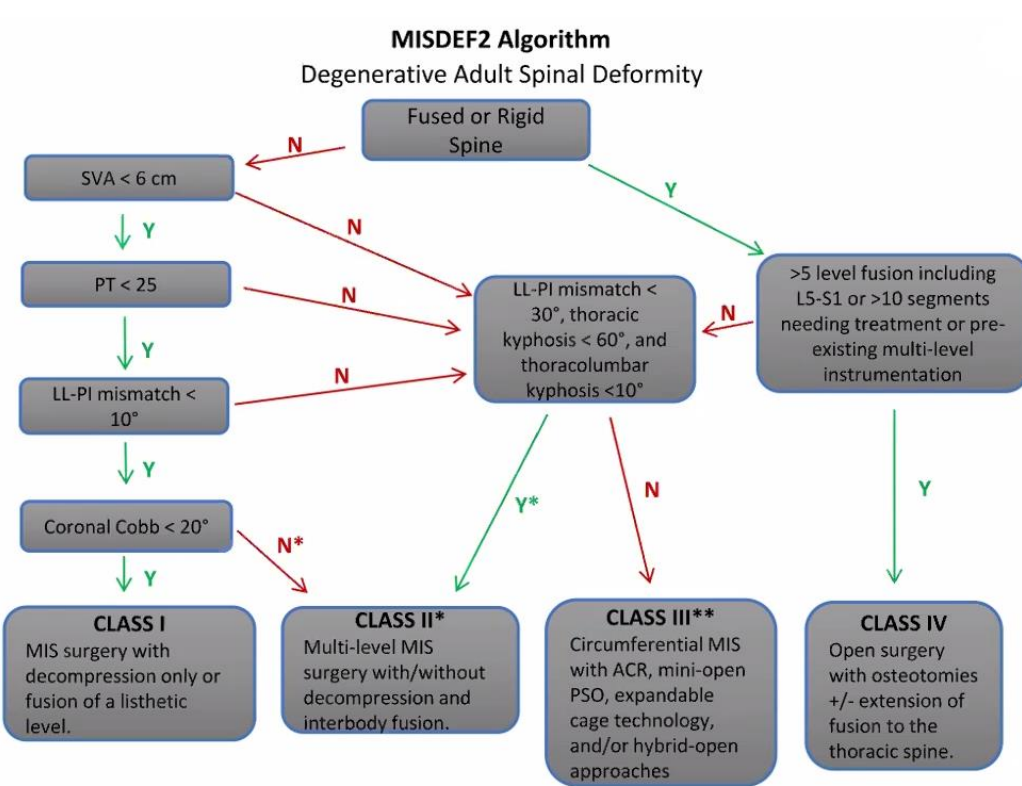 MISDEF2 Algorithm
Degenerative Adult Spinal Deformity
Fused or Rigid
Spine
N
SVA < 6 cm
Y
N
Y
PT < 25
N
>5 level fusion including
L5-S1 or >10 segments
needing treatment or pre-
existing multi-level
instrumentation
N
LL-PI mismatch <
30°, thoracic
kyphosis < 60°, and
thoracolumbar
kyphosis <10°
Y
N
LL-PI mismatch <
10°
Y
Y*
N
Y
Coronal Cobb < 20°
N*
Y
CLASS I
MIS surgery with
decompression only or
fusion of a listhetic
level.
CLASS II*
Multi-level MIS
surgery with/without
decompression and
interbody fusion.
CLASS III**
Circumferential MIS
with ACR, mini-open
PSO, expandable
cage technology,
and/or hybrid-open
approaches
CLASS IV
Open surgery
with osteotomies
+/- extension of
fusion to the
thoracic spine.